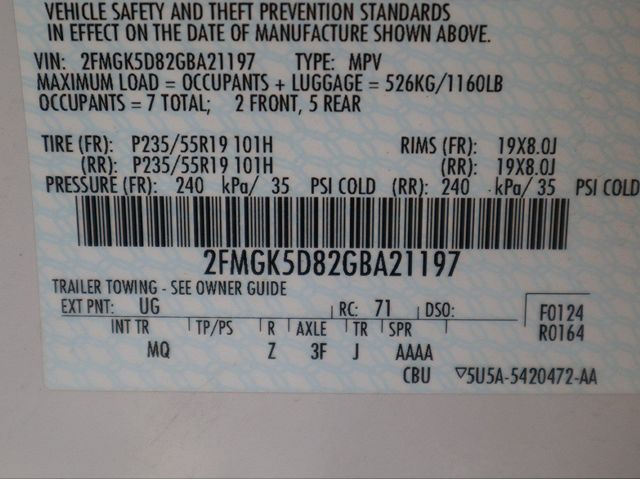 VEHICLE SAFETY AND THEFT PREVENTION STANDARDS
IN EFFECT ON THE DATE OF MANUFACTURE SHOWN ABOVE.
VIN: 2FMGK5D82GBA21197 TYPE: MPV
MAXIMUM LOAD = OCCUPANTS + LUGGAGE = 526KG/1160LB
OCCUPANTS = 7 TOTAL; 2 FRONT, 5 REAR
TIRE (FR): P235/55R19 101H RIMS (FR): 19X8.0J
(RR): P235/55R19 101H (RR): 19X8.0J
PRESSURE (FR): 240 kPa/ 35 PSI COLD (RR): 240 kPa/ 35 PSI COLD
2FMGK5D82GBA21197
TRAILER TOWING - SEE OWNER GUIDE
EXT PNT: UG RC: 71 DSO: F0124
INT TR TP/PS R AXLE TR SPR R0164
MQ Z 3F J AAAA
CBU ▽5U5A-5420472-AA